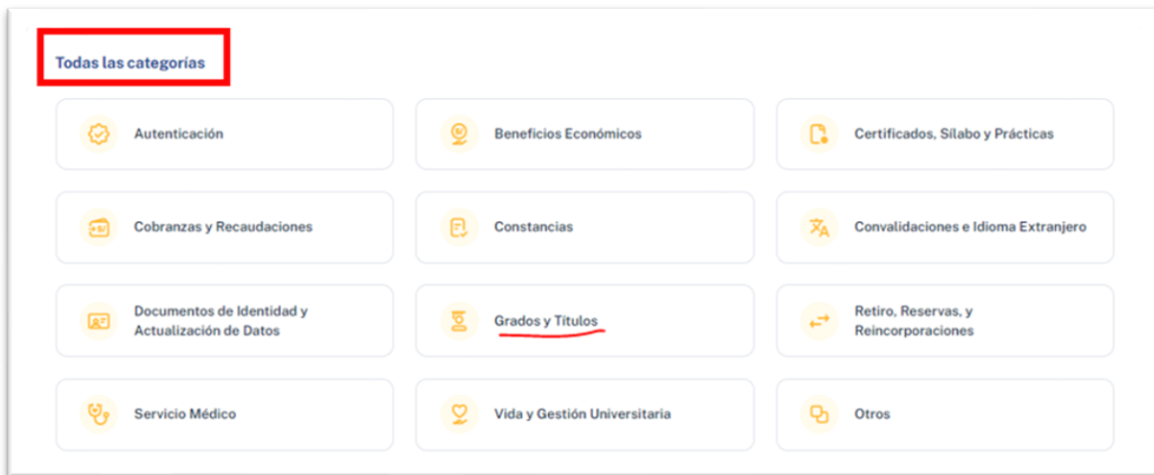 Todas las categorías
Autenticación
Beneficios Económicos
Certificados, Sílabo y Prácticas
Cobranzas y Recaudaciones
Constancias
Convalidaciones e Idioma Extranjero
Documentos de Identidad y
Actualización de Datos
Grados y Títulos
Retiro, Reservas, y
Reincorporaciones
Servicio Médico
Vida y Gestión Universitaria
Otros